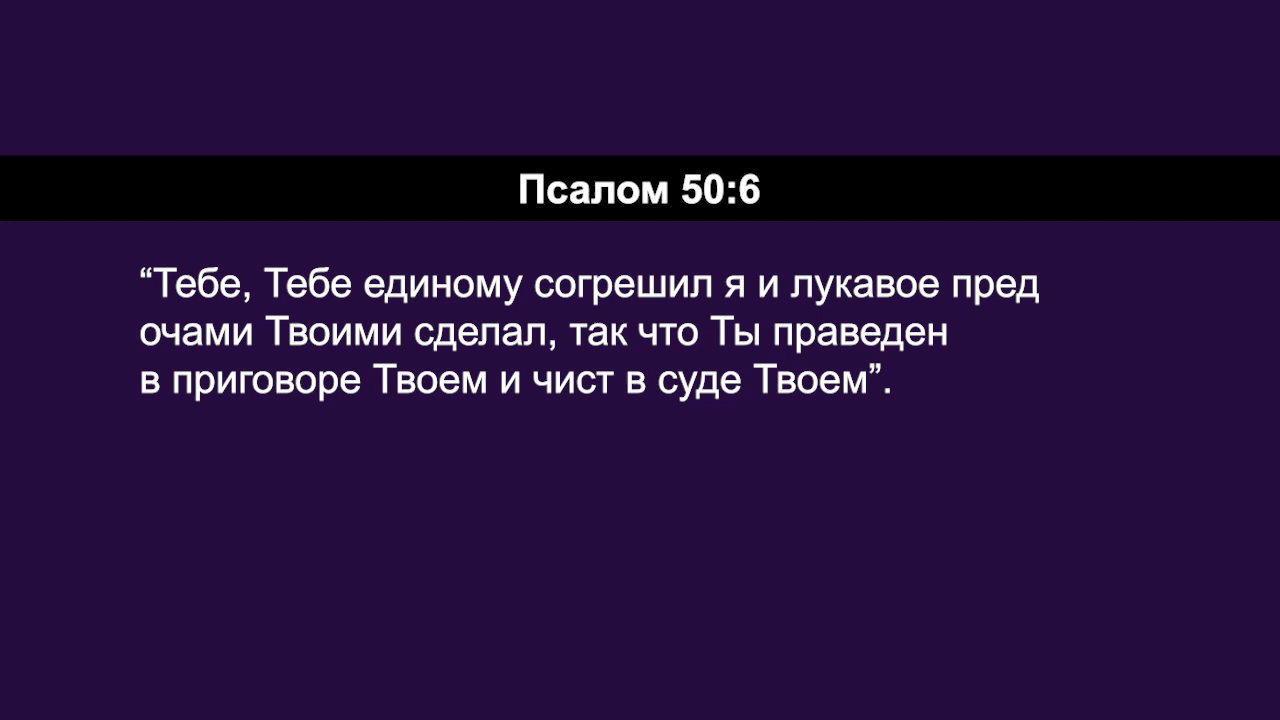 Псалом 50:6
“Тебе, Тебе единому согрешил я и лукавое пред
очами Твоими сделал, так что Ты праведен
в приговоре Твоем и чист в суде Твоем”.